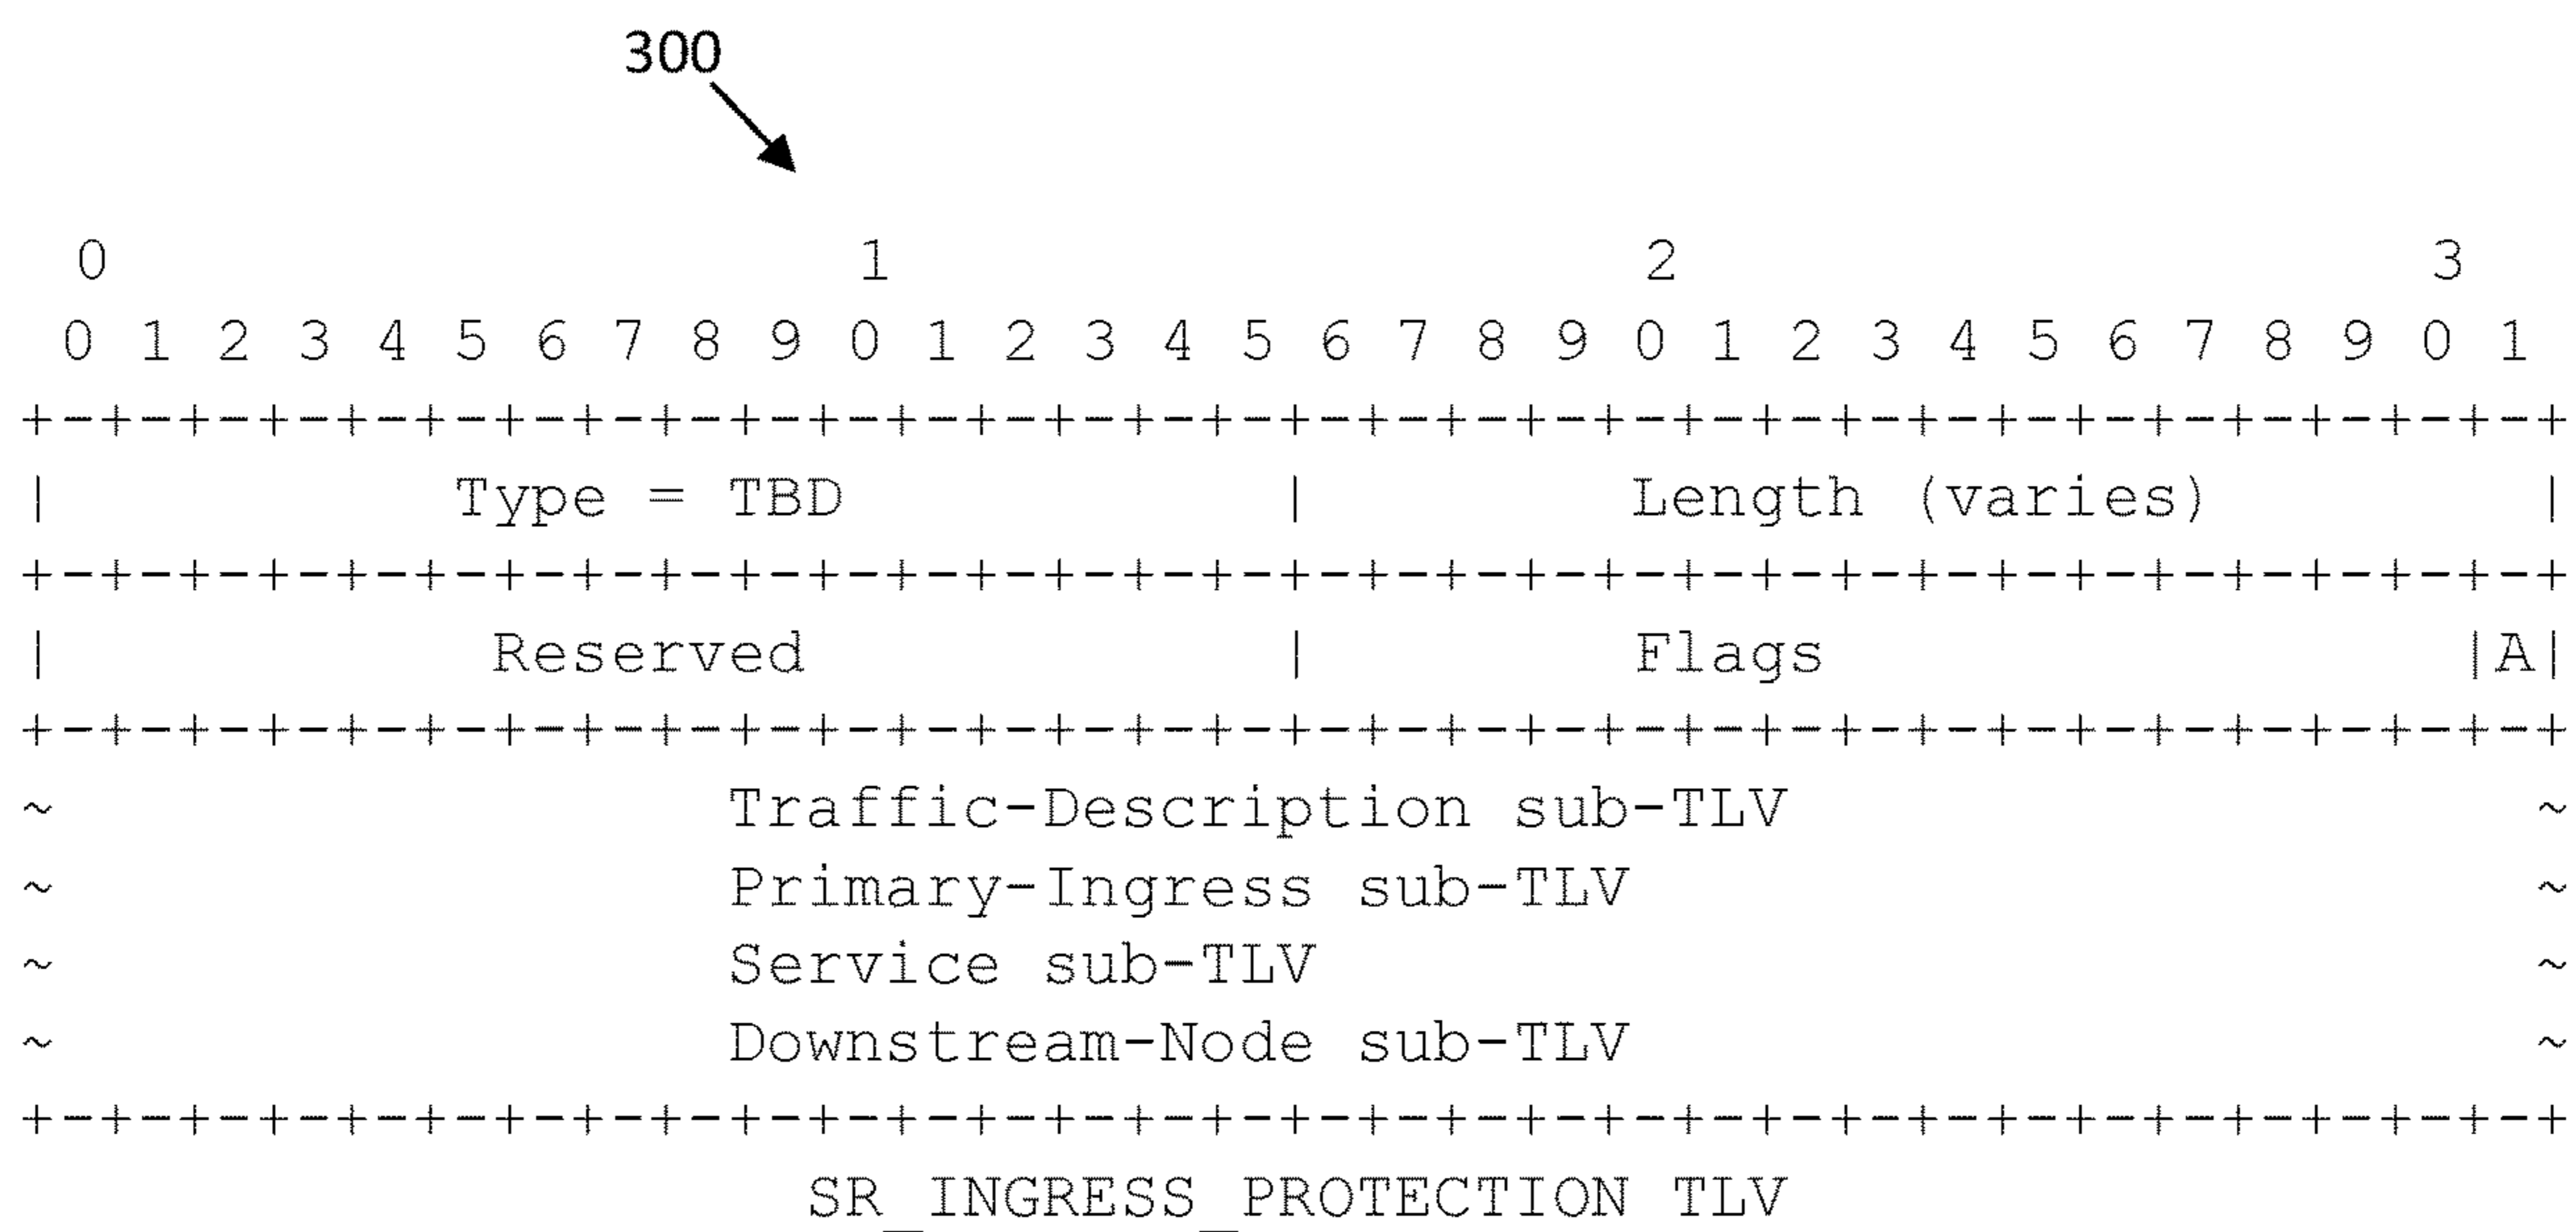 300
0                   1                   2                   3
0 1 2 3 4 5 6 7 8 9 0 1 2 3 4 5 6 7 8 9 0 1 2 3 4 5 6 7 8 9 0 1
+-+-+-+-+-+-+-+-+-+-+-+-+-+-+-+-+-+-+-+-+-+-+-+-+-+-+-+-+-+-+-+-+
|          Type = TBD           |        Length (varies)        |
+-+-+-+-+-+-+-+-+-+-+-+-+-+-+-+-+-+-+-+-+-+-+-+-+-+-+-+-+-+-+-+-+
|           Reserved            |        Flags                |A|
+-+-+-+-+-+-+-+-+-+-+-+-+-+-+-+-+-+-+-+-+-+-+-+-+-+-+-+-+-+-+-+-+
~                 Traffic-Description sub-TLV                   ~
~                 Primary-Ingress sub-TLV                       ~
~                 Service sub-TLV                               ~
~                 Downstream-Node sub-TLV                       ~
+-+-+-+-+-+-+-+-+-+-+-+-+-+-+-+-+-+-+-+-+-+-+-+-+-+-+-+-+-+-+-+-+
SR_INGRESS_PROTECTION TLV